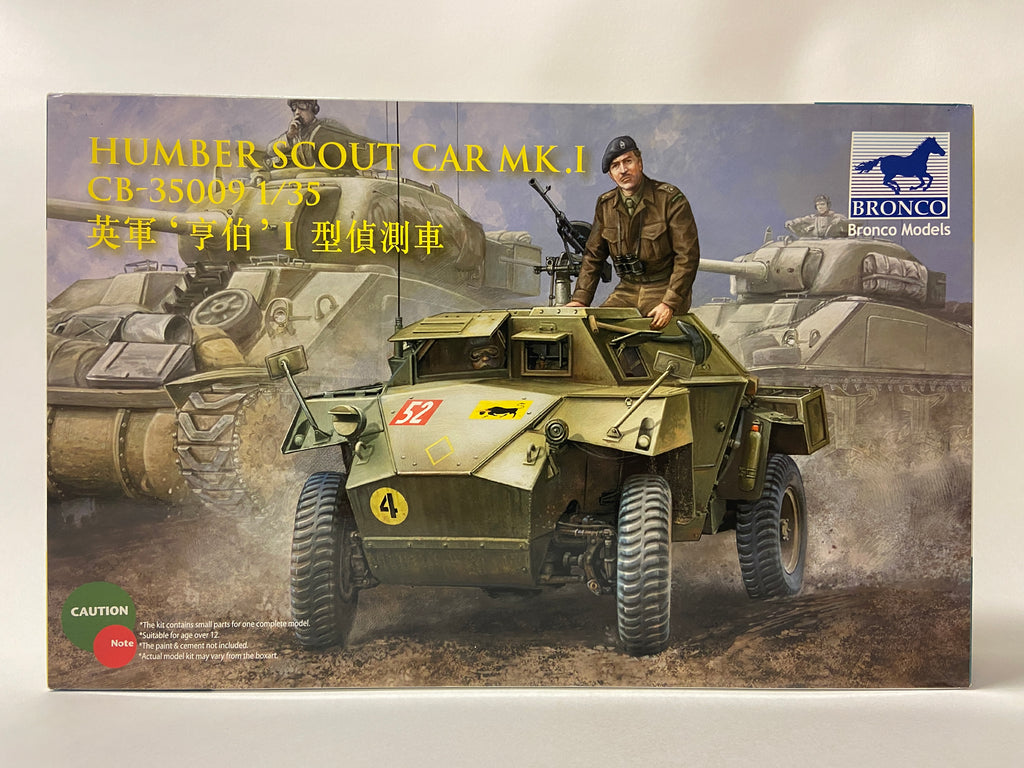 HUMBER SCOUT CAR MK.I
CB-35009 1/35
英軍‘亨伯’I 型偵測車
BRONCO
Bronco Models
52
4
CAUTION
Note
*The kit contains small parts for one complete model.
*Suitable for age over 12.
*The paint & cement not included.
*Actual model kit may vary from the boxart.